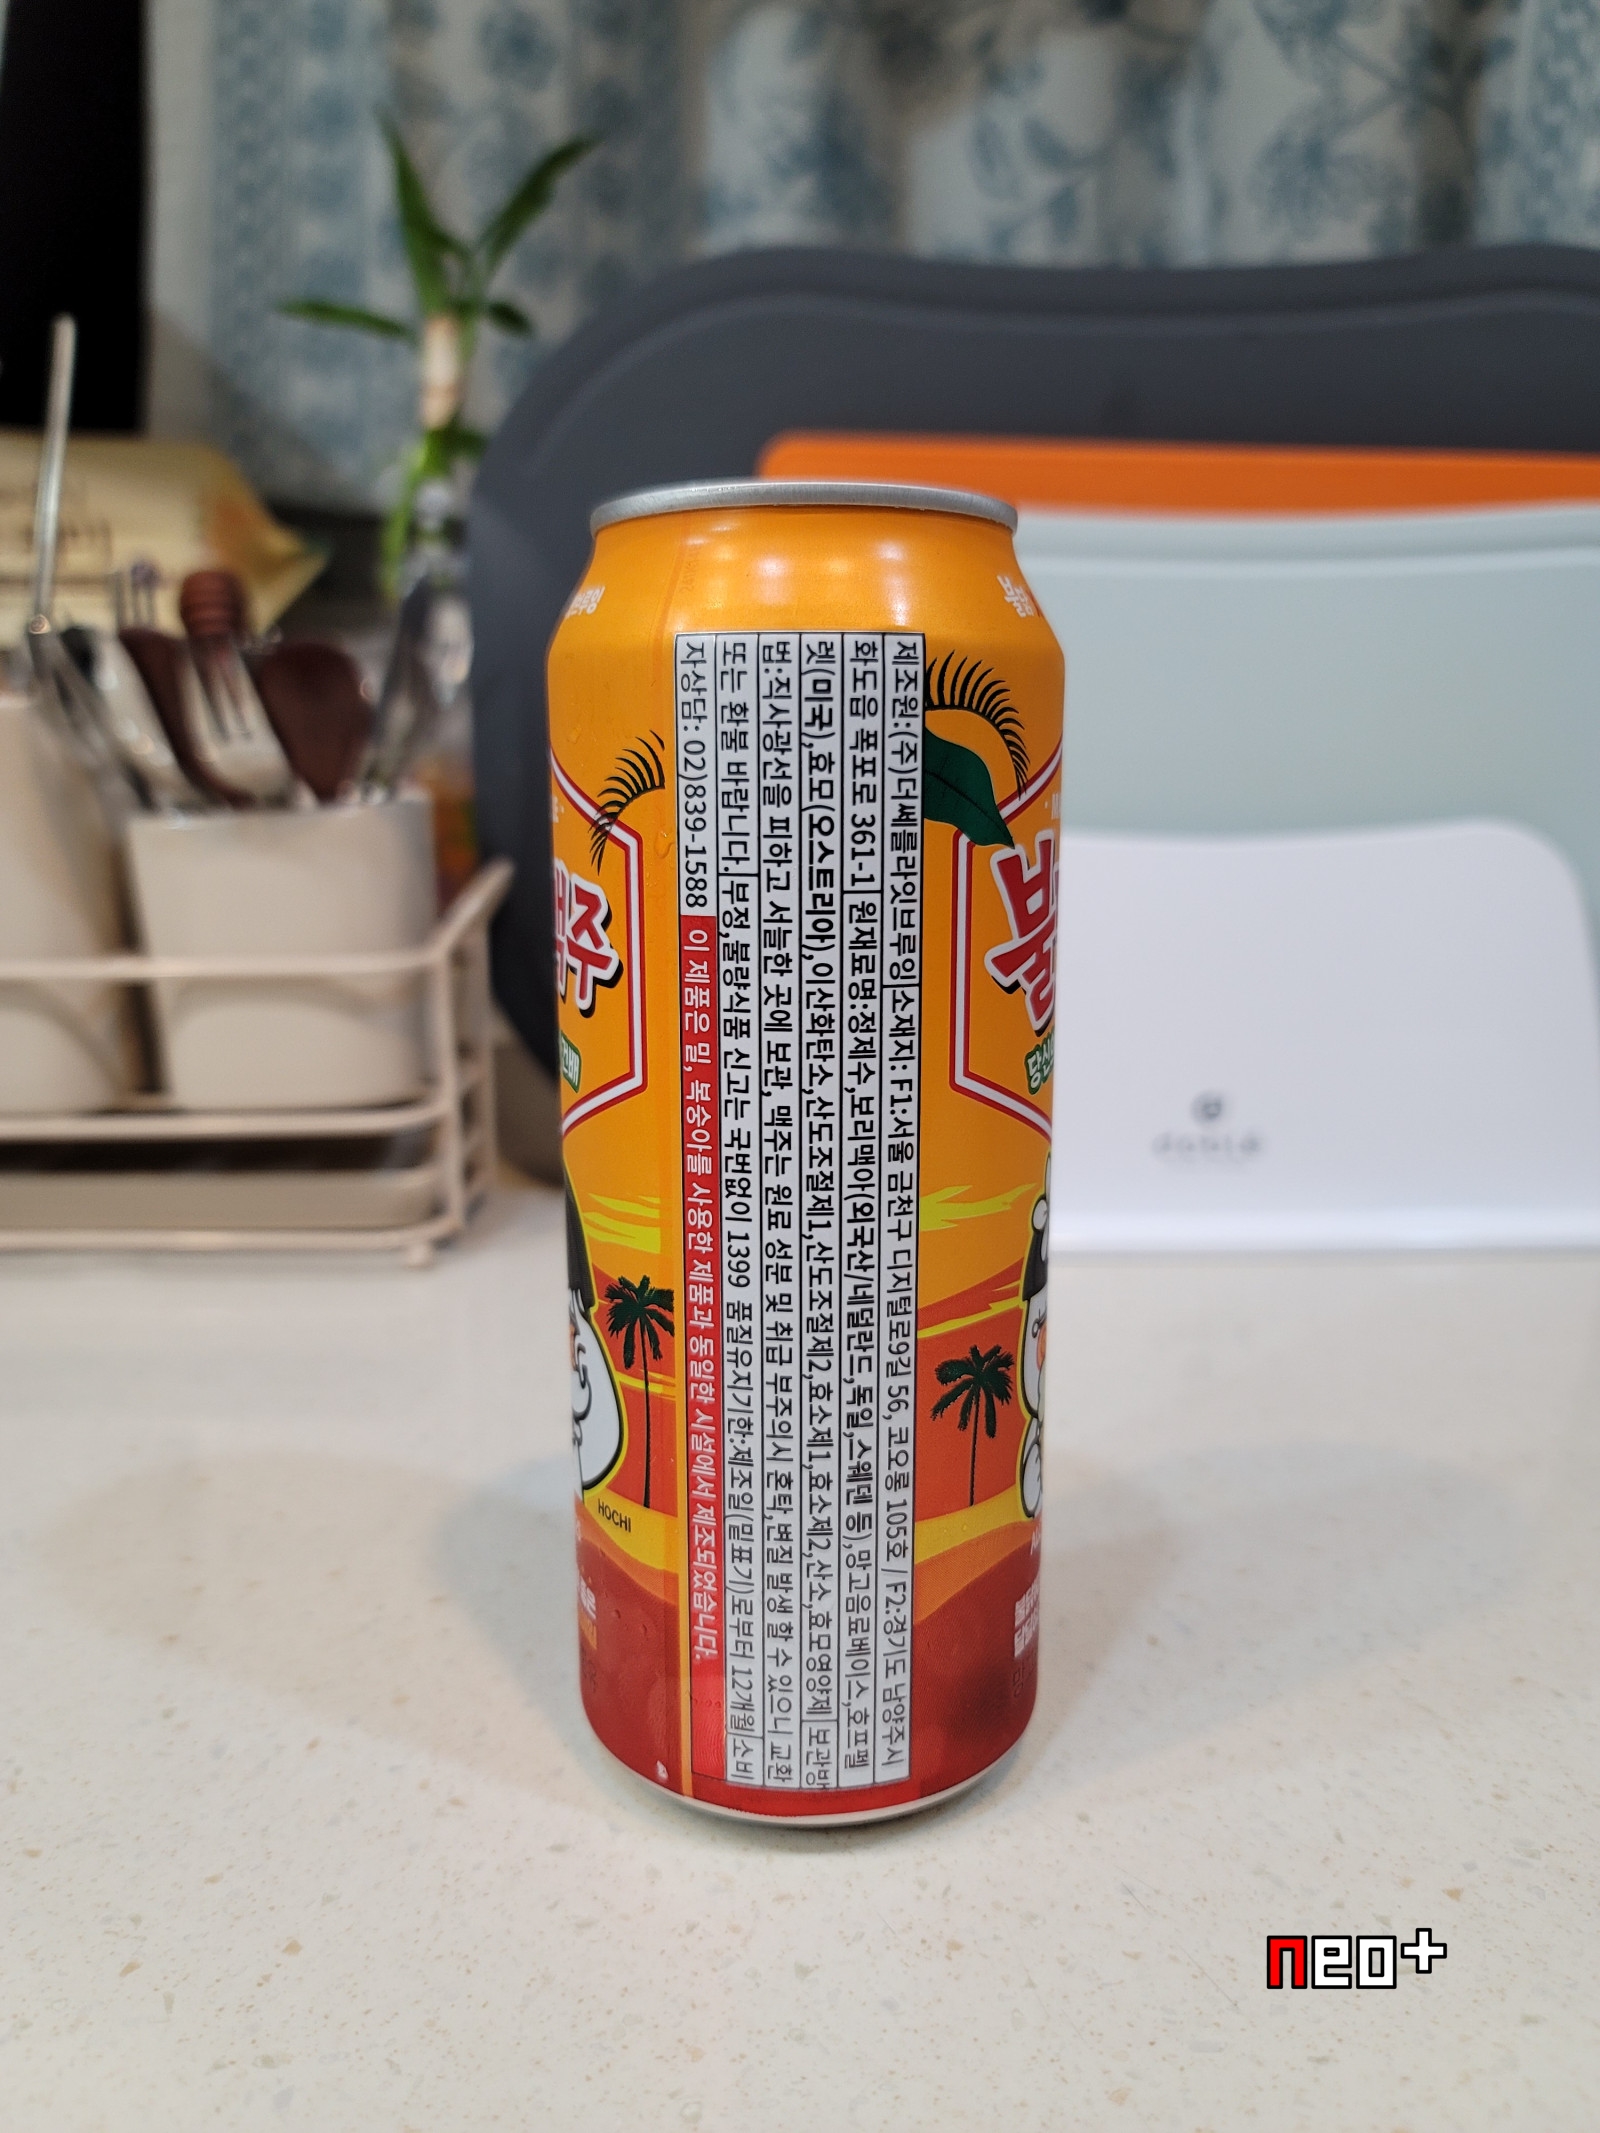 제조원:(주)더쎄를라잇브루잉 소재지: F1:서울 금천구 디지털로9길 56, 코오롱 105호 / F2:경기도 남양주시
화도읍 폭포로 361-1 원재료명:정제수,보리맥아(외국산/네덜란드,독일,스웨덴 등),망고음료베이스,호프펠
렛(미국),효모(오스트리아),이산화탄소,산도조절제1,산도조절제2,효소제1,효소제2,산소,효모영양제 보관방
법:직사광선을 피하고 서늘한 곳에 보관, 맥주는 원료 성분 및 취급 부주의시 혼탁,변질 발생 할 수 있으니 교환
또는 환불 바랍니다. 부정,불량식품 신고는 국번없이 1399 품질유지기한:제조일(밑표기)로부터 12개월 소비
자상담: 02)839-1588 이 제품은 밀, 복숭아를 사용한 제품과 동일한 시설에서 제조되었습니다.
맥주
불
당신
건배
HOCHI
neo+